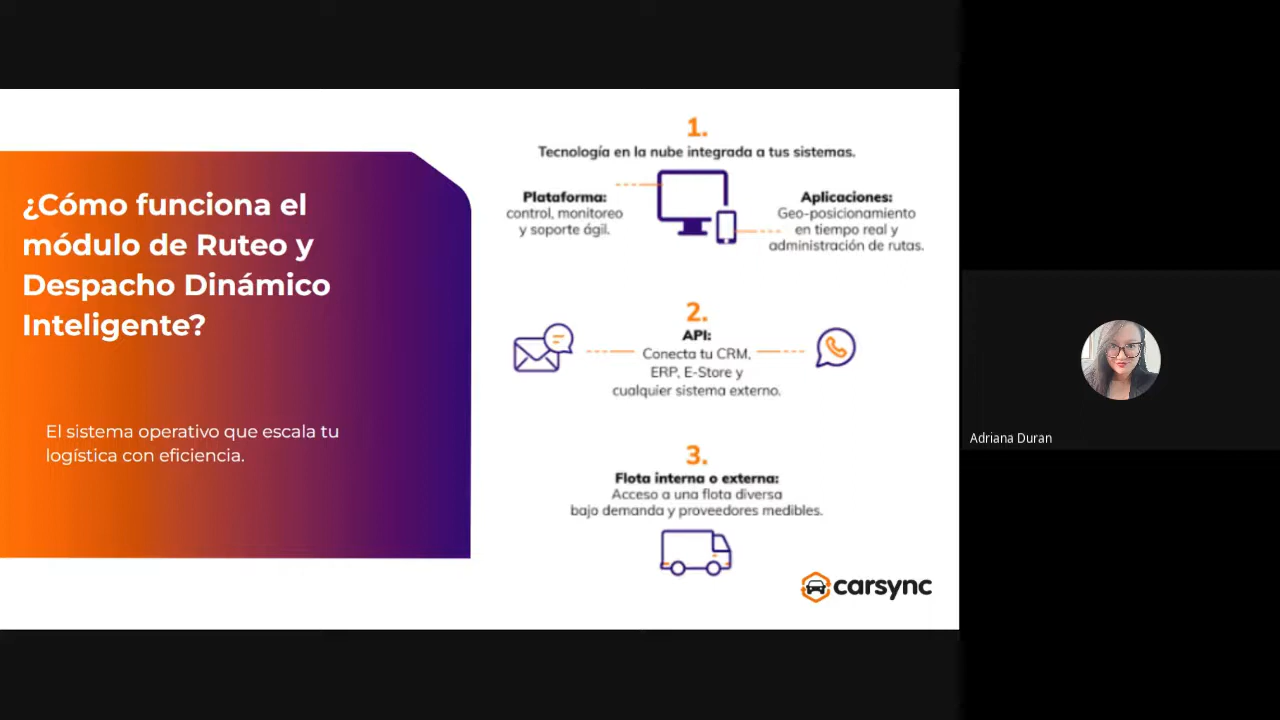 ¿Cómo funciona el
módulo de Ruteo y
Despacho Dinámico
Inteligente?
El sistema operativo que escala tu
logística con eficiencia.
1.
Tecnología en la nube integrada a tus sistemas.
Plataforma:
control, monitoreo
y soporte ágil.
Aplicaciones:
Geo-posicionamiento
en tiempo real y
administración de rutas.
2.
API:
Conecta tu CRM,
ERP, E-Store y
cualquier sistema externo.
3.
Flota interna o externa:
Acceso a una flota diversa
bajo demanda y proveedores medibles.
carsync
Adriana Duran